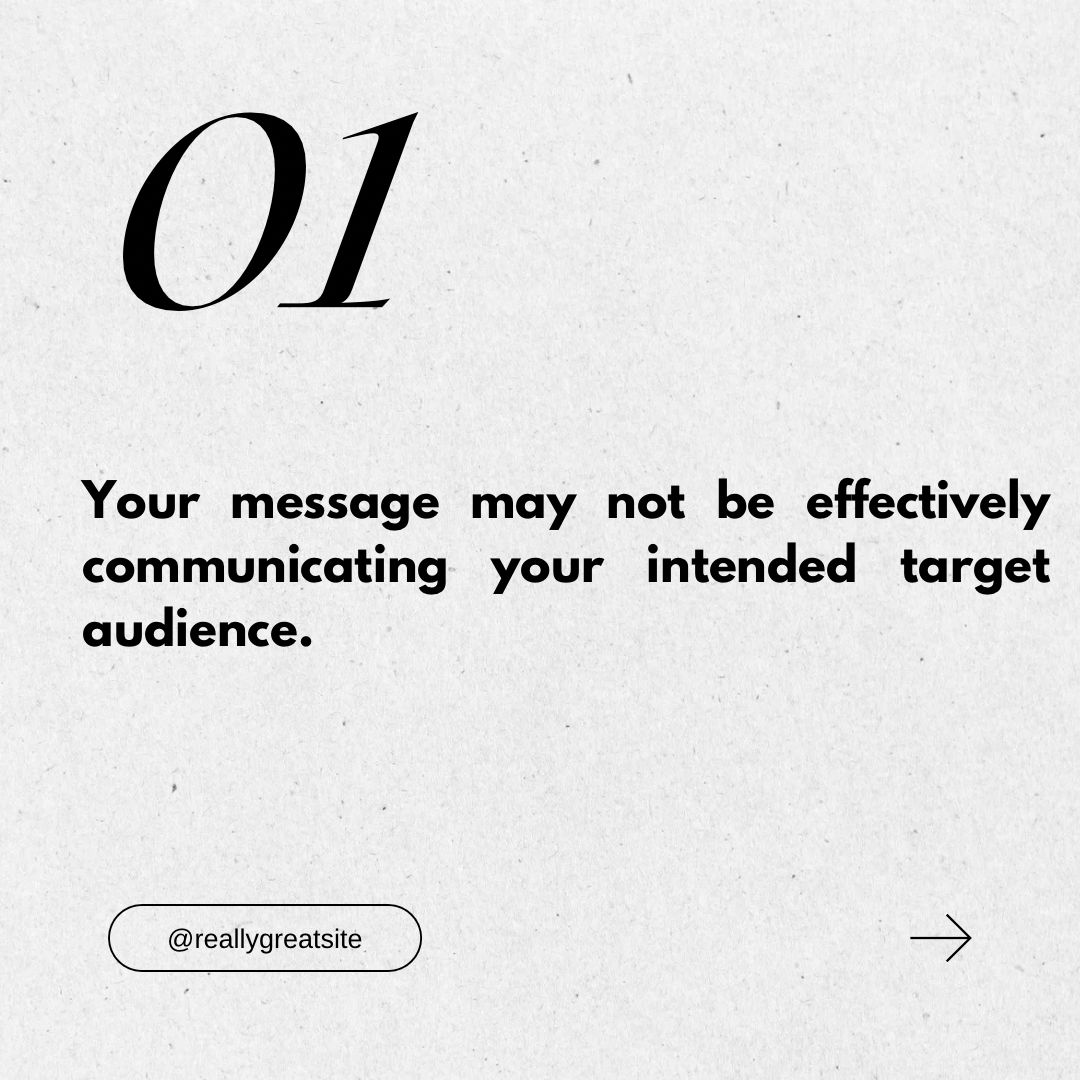 01
Your message may not be effectively
communicating your intended target
audience.
@reallygreatsite